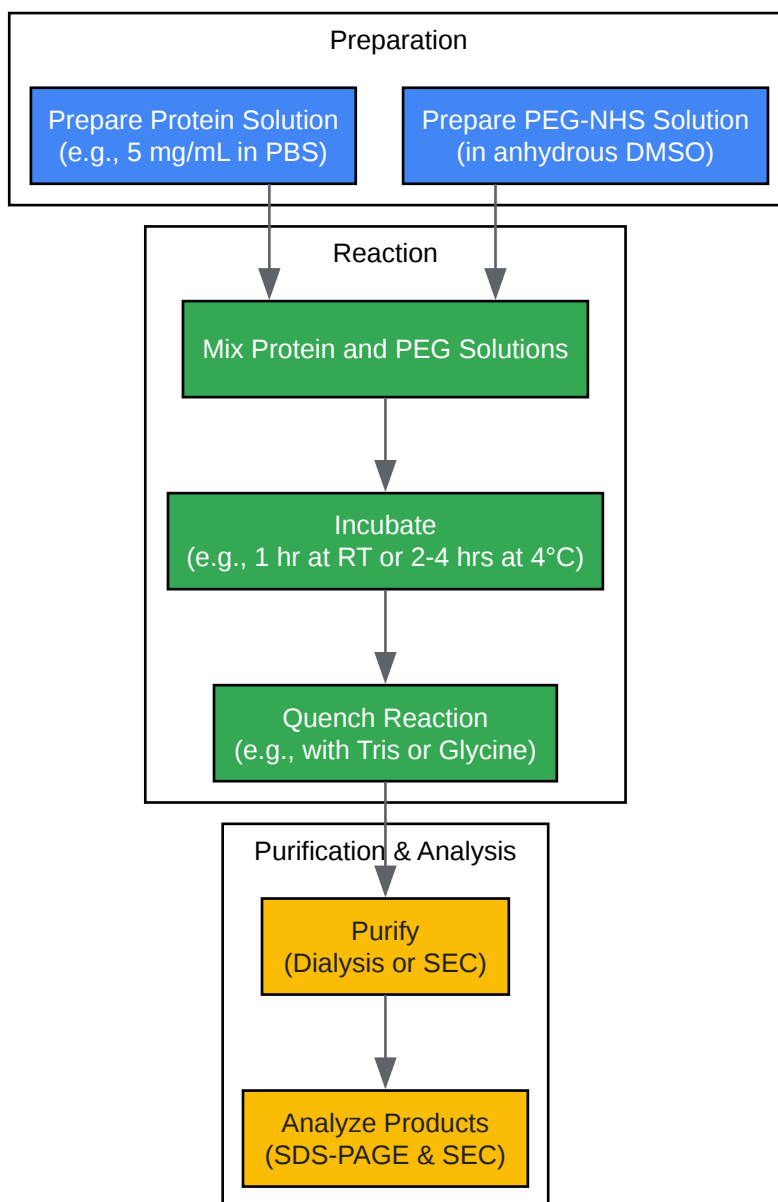 Preparation
Prepare Protein Solution
(e.g., 5 mg/mL in PBS)
Prepare PEG-NHS Solution
(in anhydrous DMSO)
Reaction
Mix Protein and PEG Solutions
Incubate
(e.g., 1 hr at RT or 2-4 hrs at 4°C)
Quench Reaction
(e.g., with Tris or Glycine)
Purification & Analysis
Purify
(Dialysis or SEC)
Analyze Products
(SDS-PAGE & SEC)